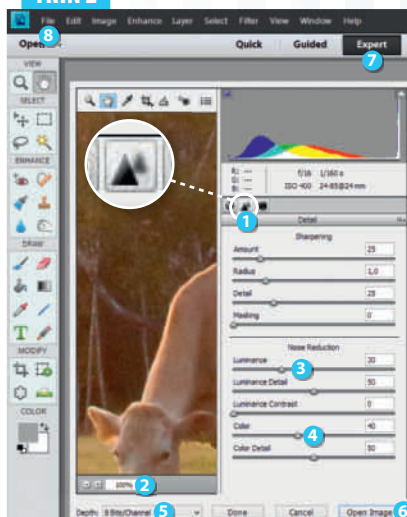 File Edit Image Enhance Layer Select Filter View Window Help
8
Open
Quick Guided Expert
7
VIEW
SELECT
ENHANCE
DRAW
MODIFY
COLOR
R: ---
G: ---
B: ---
f/16 1/160 s
ISO 400 24-85@24 mm
1
Detail
Sharpening
Amount 25
Radius 1,0
Detail 25
Masking 0
Noise Reduction
Luminance 20
3
Luminance Detail 50
Luminance Contrast 0
Color 40
4
Color Detail 50
100%
2
Depth: 8 Bits/Channel
5
Done
Cancel
Open Image
6